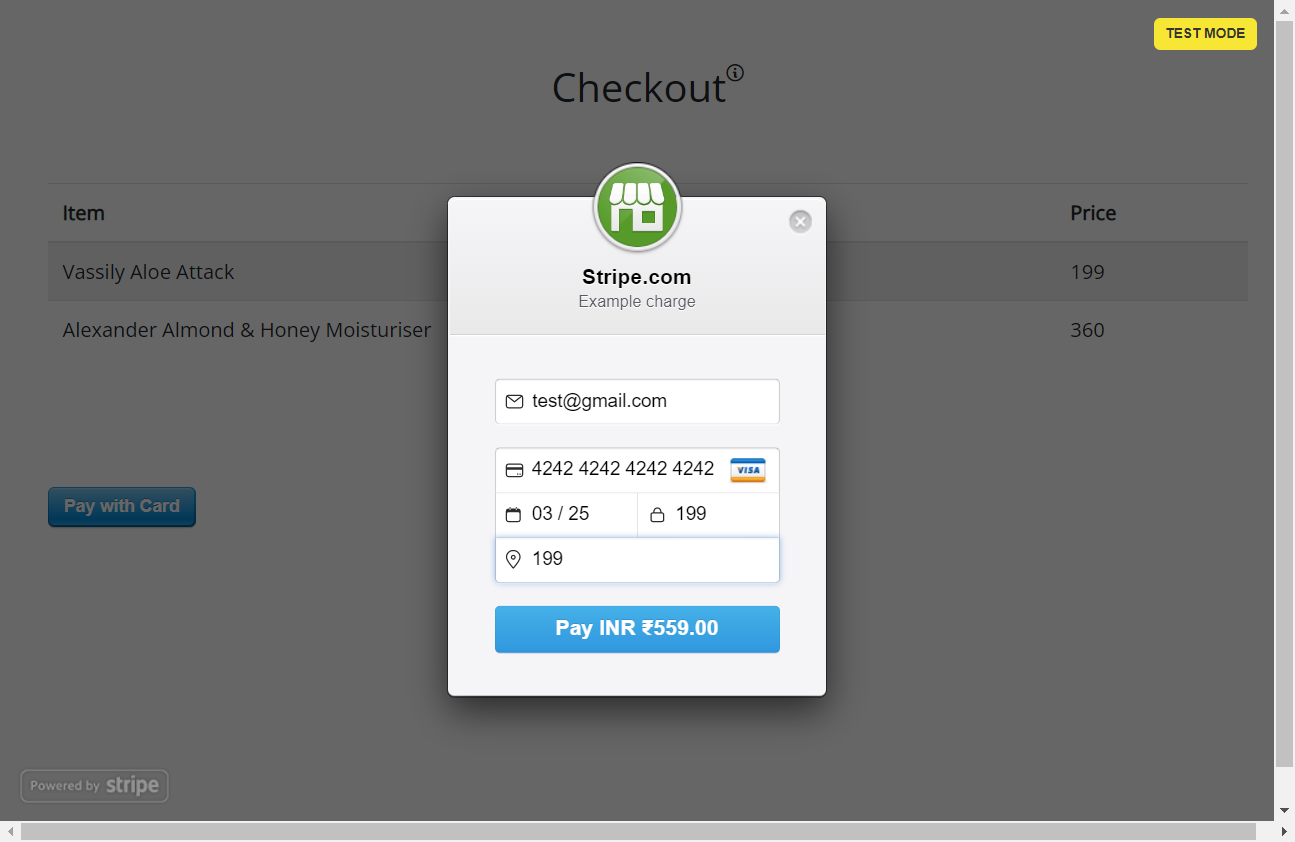 TEST MODE
Checkout
Item Price
Vassily Aloe Attack 199
Alexander Almond & Honey Moisturiser 360
Stripe.com
Example charge
test@gmail.com
4242 4242 4242 4242 VISA
03 / 25 199
199
Pay INR ₹559.00
Pay with Card
Powered by stripe